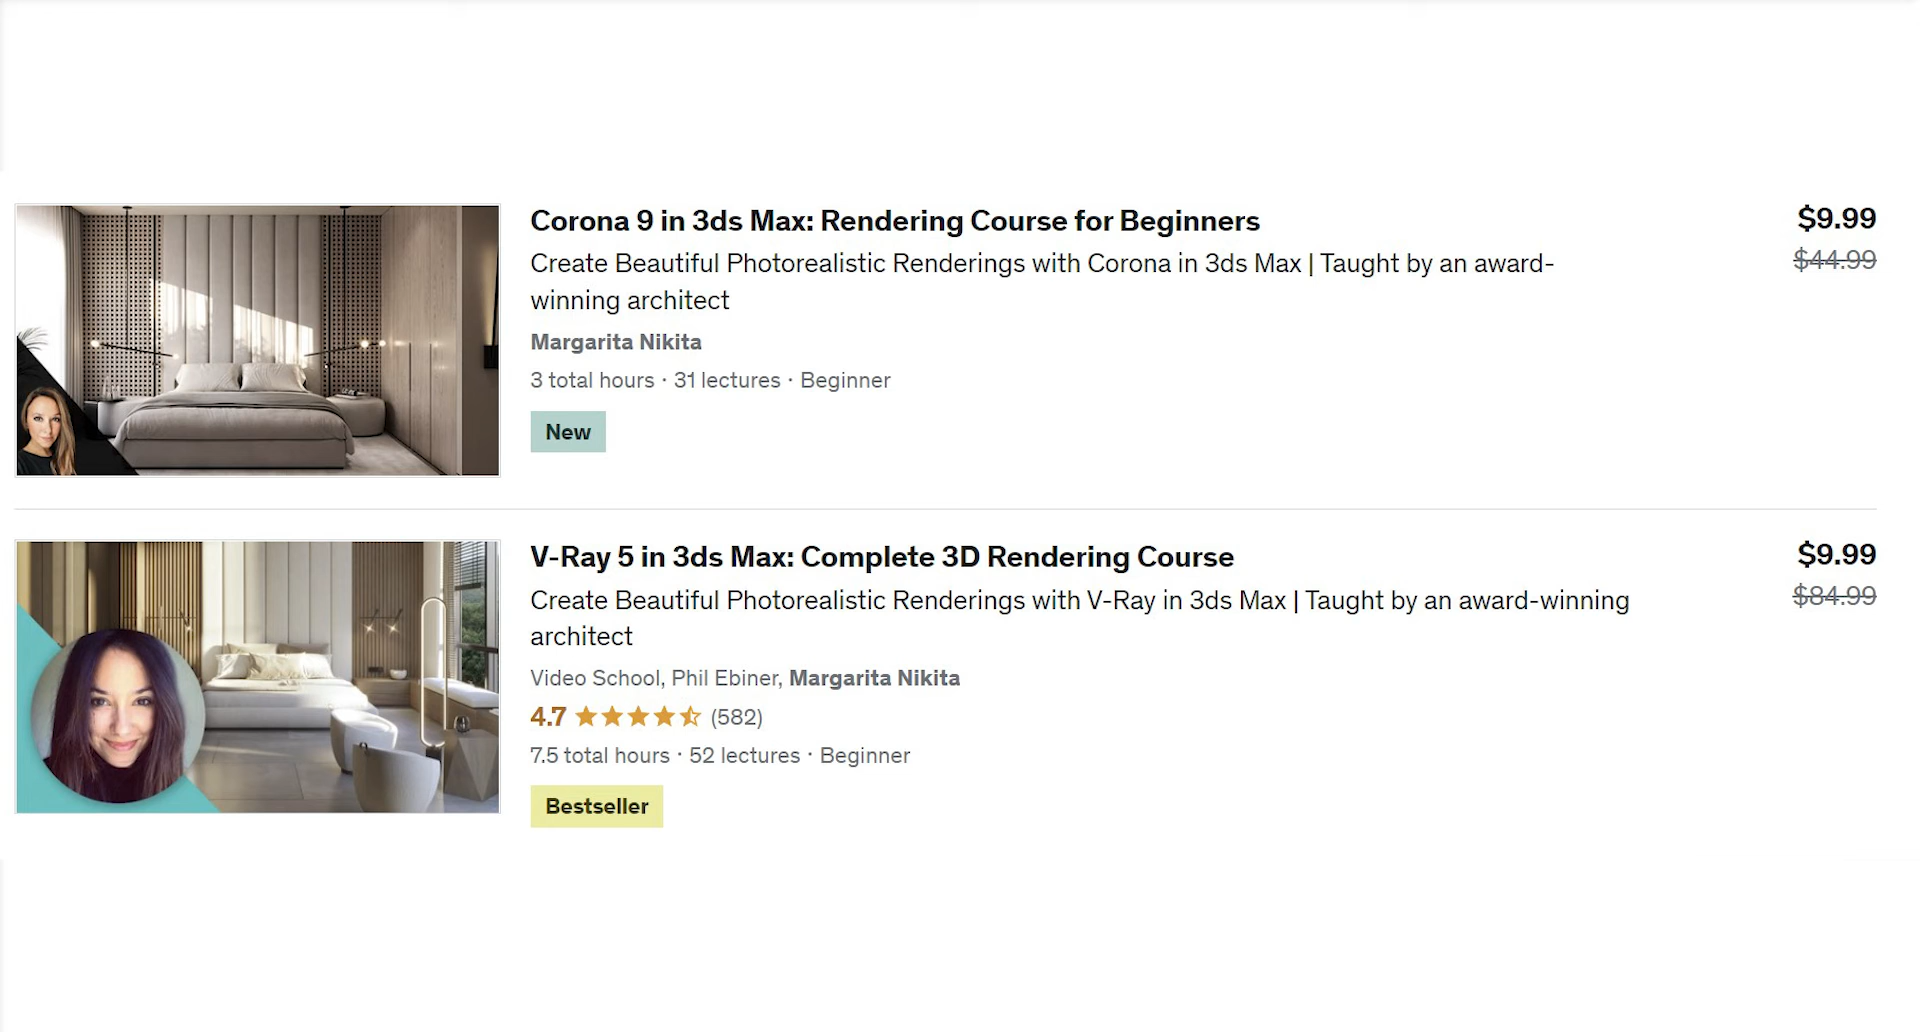 Corona 9 in 3ds Max: Rendering Course for Beginners
$9.99
Create Beautiful Photorealistic Renderings with Corona in 3ds Max | Taught by an award-
$44.99
winning architect
Margarita Nikita
3 total hours · 31 lectures · Beginner
New
V-Ray 5 in 3ds Max: Complete 3D Rendering Course
$9.99
Create Beautiful Photorealistic Renderings with V-Ray in 3ds Max | Taught by an award-winning
$84.99
architect
Video School, Phil Ebiner, Margarita Nikita
4.7 (582)
7.5 total hours · 52 lectures · Beginner
Bestseller